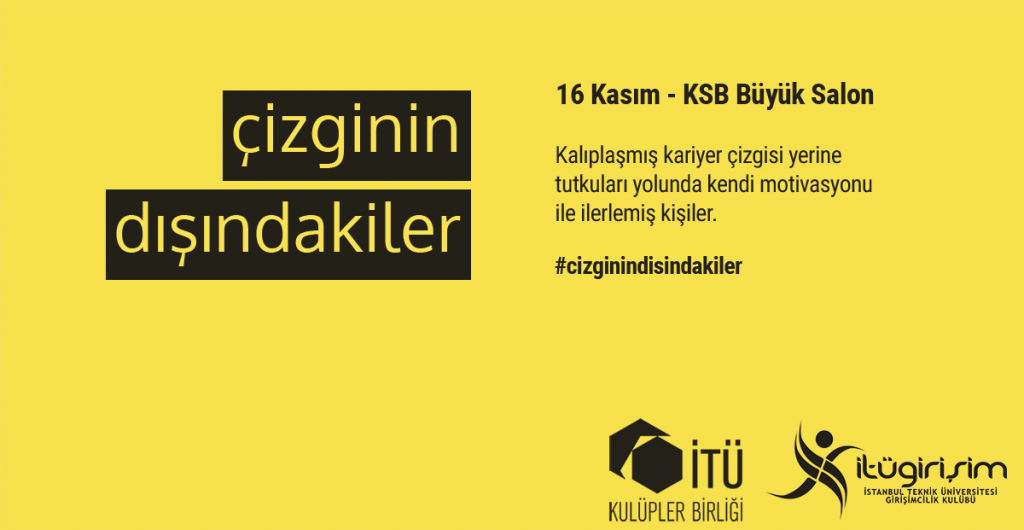 çizginin
dışındakiler
16 Kasım - KSB Büyük Salon
Kalıplaşmış kariyer çizgisi yerine
tutkuları yolunda kendi motivasyonu
ile ilerlemiş kişiler.
#cizginindisindakiler
İTÜ
KULÜPLER BİRLİĞİ
itügirişim
İSTANBUL TEKNİK ÜNİVERSİTESİ
GİRİŞİMCİLİK KULÜBÜ